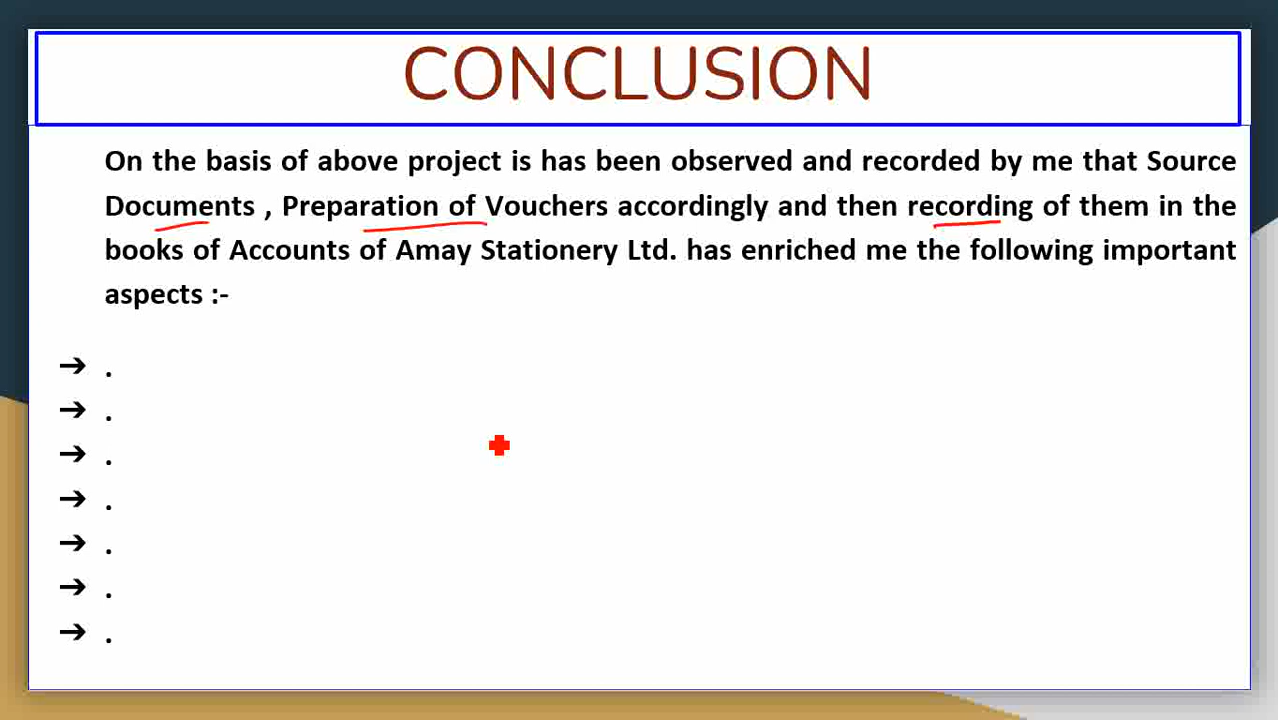 CONCLUSION
On the basis of above project is has been observed and recorded by me that Source
Documents , Preparation of Vouchers accordingly and then recording of them in the
books of Accounts of Amay Stationery Ltd. has enriched me the following important
aspects :-
➔ .
➔ .
➔ .
➔ .
➔ .
➔ .
➔ .